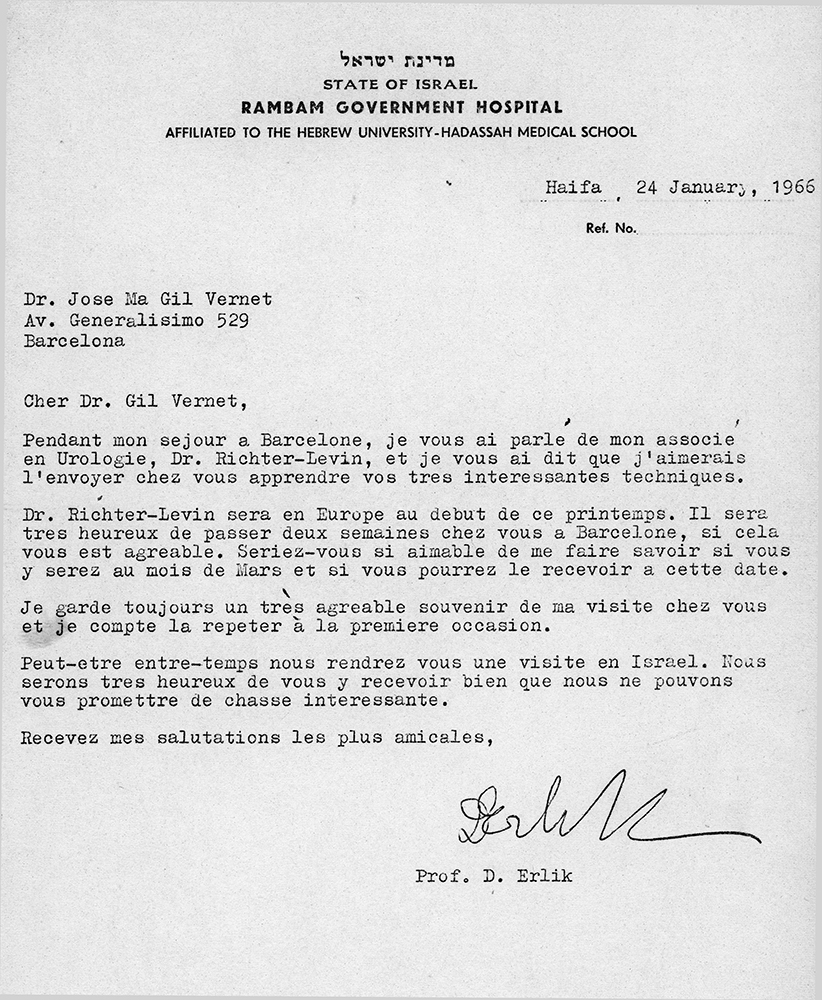 מדינת ישראל
STATE OF ISRAEL
RAMBAM GOVERNMENT HOSPITAL
AFFILIATED TO THE HEBREW UNIVERSITY-HADASSAH MEDICAL SCHOOL
Haifa, 24 January, 1966
Ref. No.
Dr. Jose Ma Gil Vernet
Av. Generalisimo 529
Barcelona
Cher Dr. Gil Vernet,
Pendant mon sejour a Barcelone, je vous ai parlé de mon associé
en Urologie, Dr. Richter-Levin, et je vous ai dit que j'aimerais
l'envoyer chez vous apprendre vos tres interessantes techniques.
Dr. Richter-Levin sera en Europe au debut de ce printemps. Il sera
tres heureux de passer deux semaines chez vous a Barcelone, si cela
vous est agreable. Seriez-vous si aimable de me faire savoir si vous
y serez au mois de Mars et si vous pourrez le recevoir a cette date.
Je garde toujours un très agreable souvenir de ma visite chez vous
et je compte la repeter à la premiere occasion.
Peut-etre entre-temps nous rendrez vous une visite en Israel. Nous
serons tres heureux de vous y recevoir bien que nous ne pouvons
vous promettre de chasse interessante.
Recevez mes salutations les plus amicales,
D. Erlik
Prof. D. Erlik